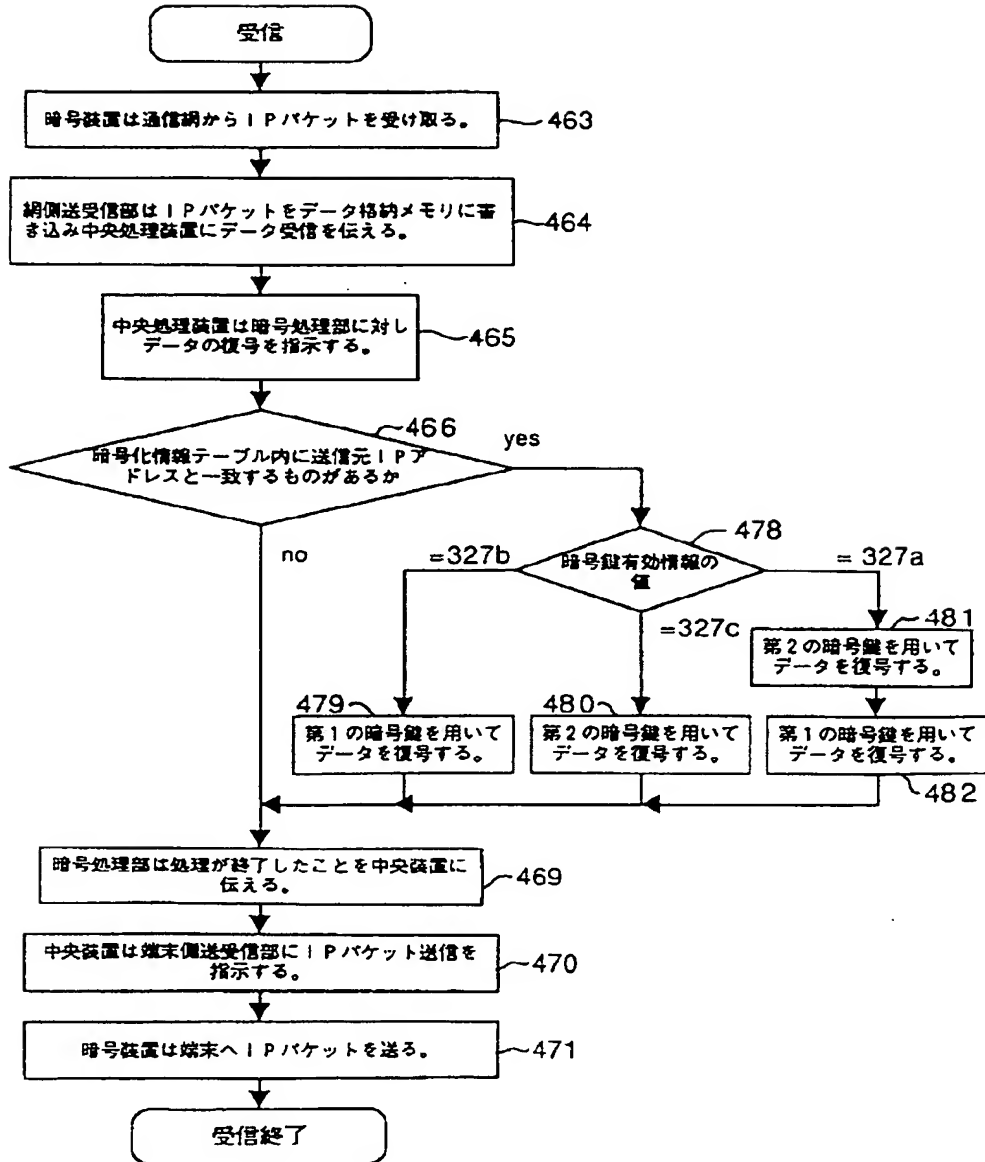 受信
暗号装置は通信網からIPパケットを受け取る。
463
網側送受信部はIPパケットをデータ格納メモリに書
き込み中央処理装置にデータ受信を伝える。
464
中央処理装置は暗号処理部に対し
データの復号を指示する。
465
466
yes
暗号化情報テーブル内に送信元IPア
ドレスと一致するものがあるか
no
478
暗号鍵有効情報の
値
=327b
= 327a
=327c
481
第2の暗号鍵を用いて
データを復号する。
479
第1の暗号鍵を用いて
データを復号する。
480
第2の暗号鍵を用いて
データを復号する。
第1の暗号鍵を用いて
データを復号する。
482
暗号処理部は処理が終了したことを中央装置に
伝える。
469
中央装置は端末側送受信部にIPパケット送信を
指示する。
470
暗号装置は端末へIPパケットを送る。
471
受信終了